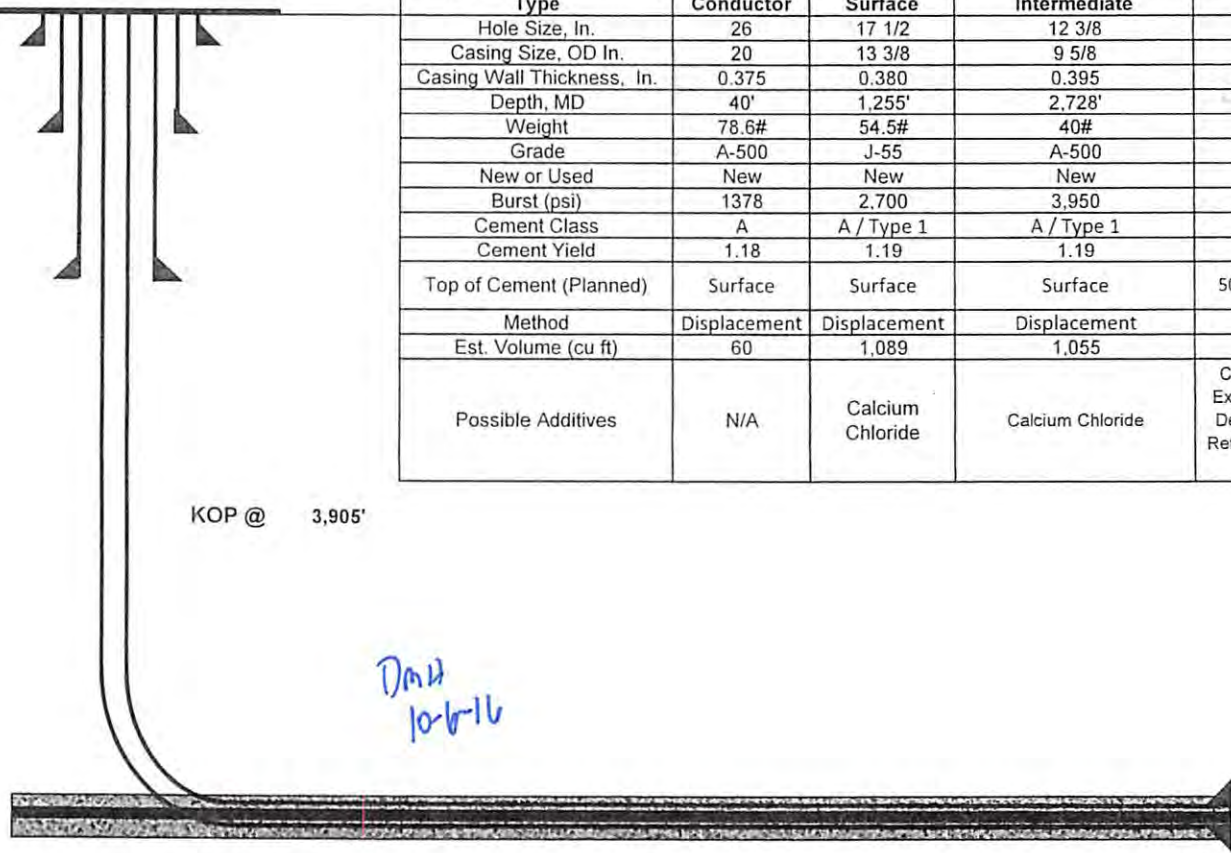 Type Conductor Surface Intermediate
Hole Size, In. 26 17 1/2 12 3/8
Casing Size, OD In. 20 13 3/8 9 5/8
Casing Wall Thickness, In. 0.375 0.380 0.395
Depth, MD 40' 1,255' 2,728'
Weight 78.6# 54.5# 40#
Grade A-500 J-55 A-500
New or Used New New New
Burst (psi) 1378 2,700 3,950
Cement Class A A / Type 1 A / Type 1
Cement Yield 1.18 1.19 1.19
Top of Cement (Planned) Surface Surface Surface 50
Method Displacement Displacement Displacement
Est. Volume (cu ft) 60 1,089 1,055
Possible Additives N/A Calcium Chloride Calcium Chloride
C
Ex
De
Ret
KOP @ 3,905'
DMH
10-6-16